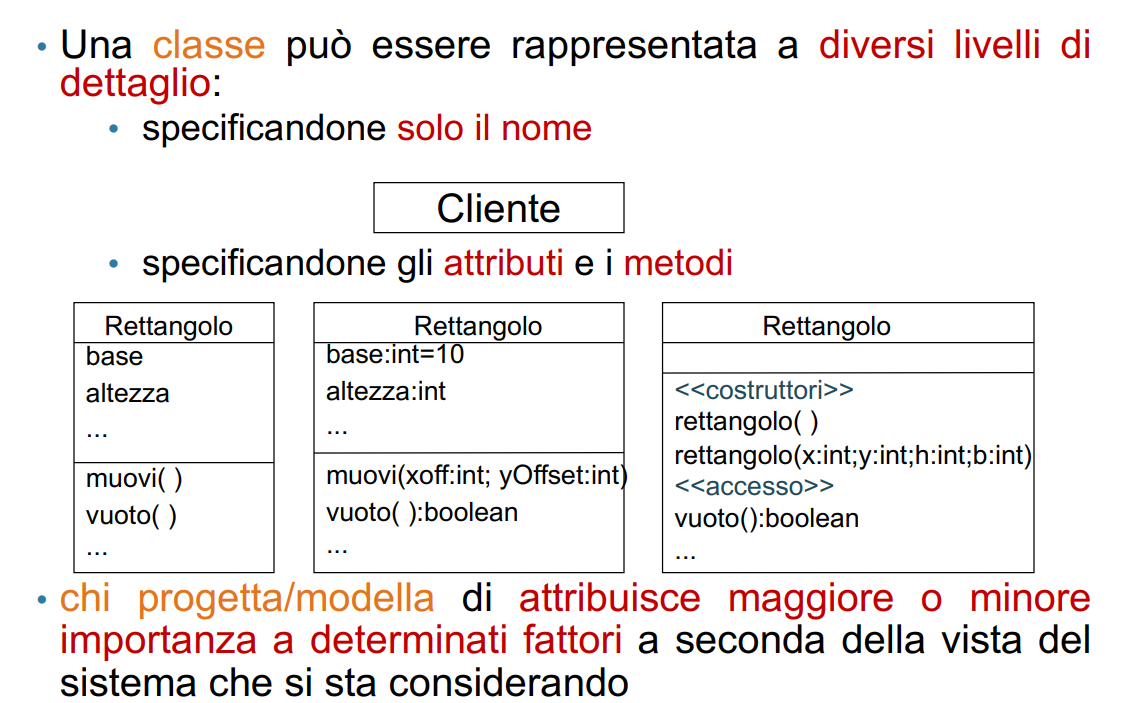 • Una classe può essere rappresentata a diversi livelli di
dettaglio:
• specificandone solo il nome
Cliente
• specificandone gli attributi e i metodi
Rettangolo
base
altezza
...
muovi( )
vuoto( )
...
Rettangolo
base:int=10
altezza:int
...
muovi(xoff:int; yOffset:int)
vuoto( ):boolean
...
Rettangolo
<<costruttori>>
rettangolo( )
rettangolo(x:int;y:int;h:int;b:int)
<<accesso>>
vuoto():boolean
...
• chi progetta/modella di attribuisce maggiore o minore
importanza a determinati fattori a seconda della vista del
sistema che si sta considerando